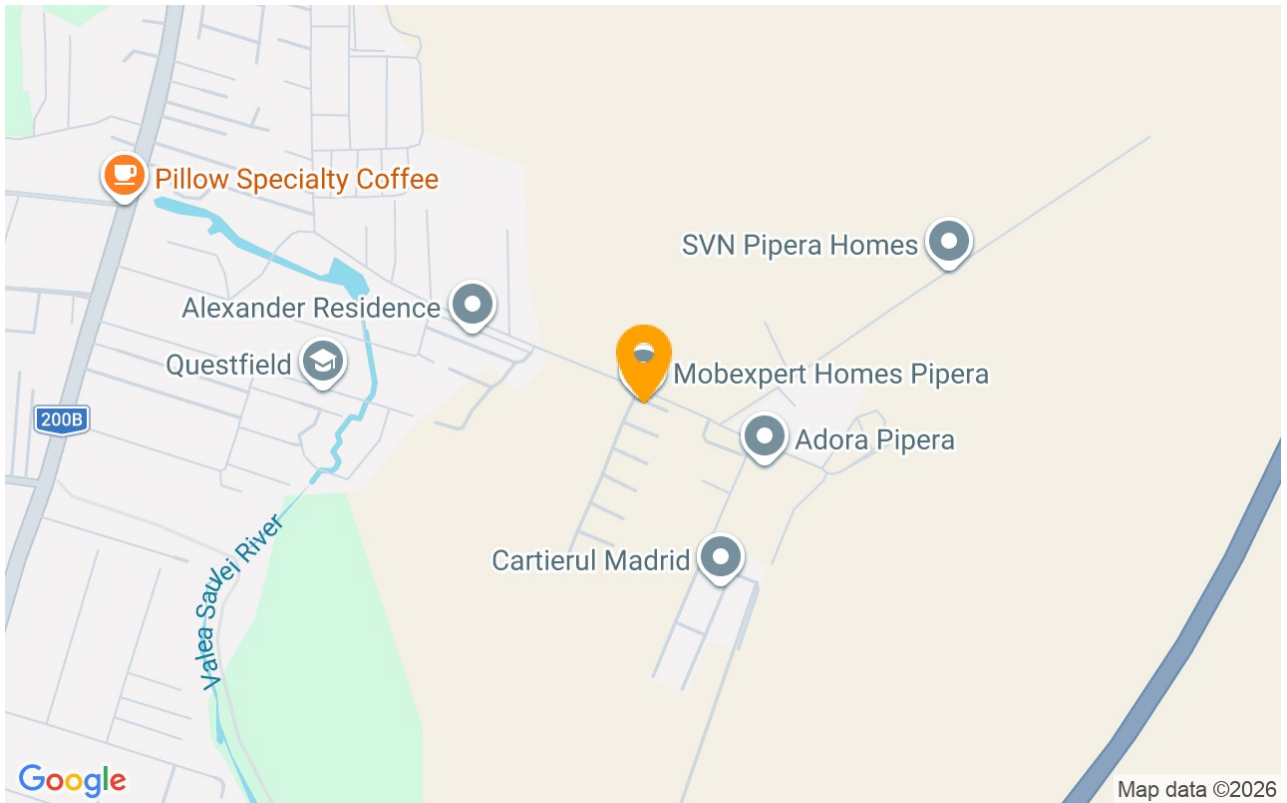 Pillow Specialty Coffee
SVN Pipera Homes
Alexander Residence
Questfield
Mobexpert Homes Pipera
200B
Adora Pipera
Cartierul Madrid
Valea Saulei River
Google
Map data ©2026